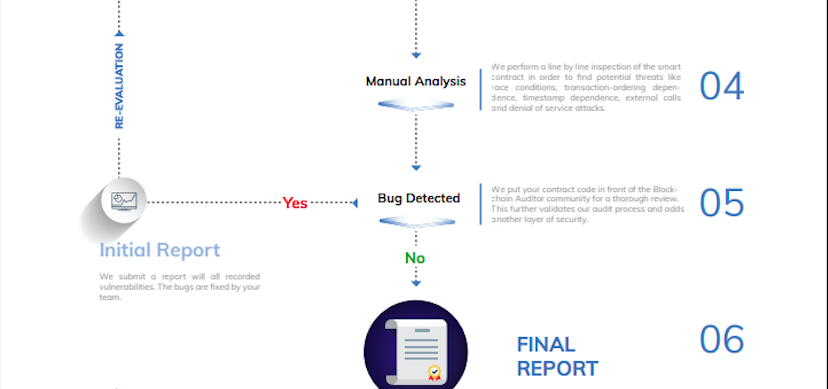 RE-EVALUATION
Manual Analysis
We perform a line by line inspection of the smart
contract in order to find potential threats like
race conditions, transaction-ordering depen-
dence, timestamp dependence, external calls
and denial of service attacks.
04
Yes
Bug Detected
We put your contract code in front of the Block-
chain Auditor community for a thorough review.
This further validates our audit process and adds
another layer of security.
05
Initial Report
We submit a report will all recorded
vulnerabilities. The bugs are fixed by your
team.
No
FINAL
REPORT
06